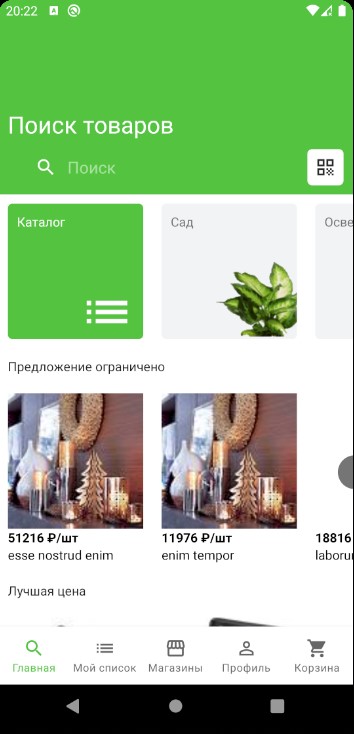 20:22
Поиск товаров
Поиск
Каталог
Сад
Осве
Предложение ограничено
51216 ₽/шт
esse nostrud enim
11976 ₽/шт
enim tempor
18816
laboru
Лучшая цена
Главная
Мой список
Магазины
Профиль
Корзина